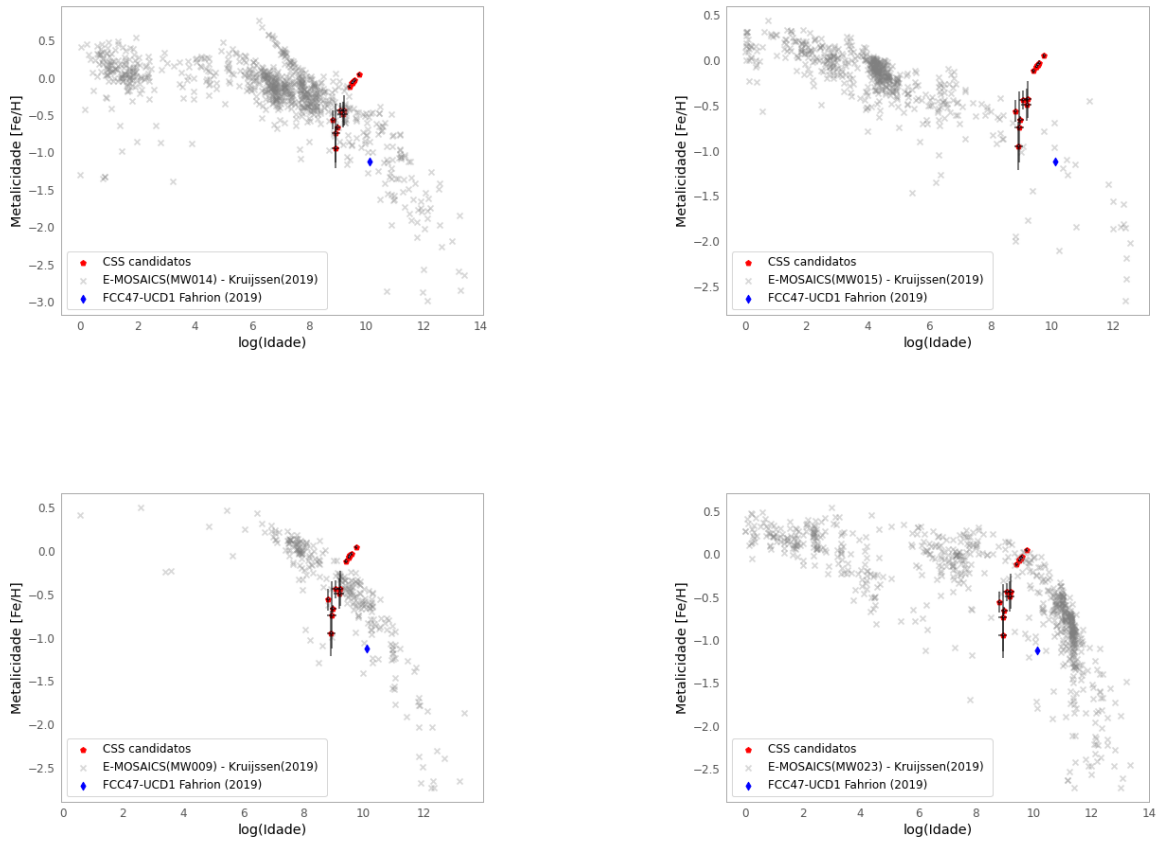 0.5
0.0
−0.5
−1.0
−1.5
−2.0
−2.5
−3.0
Metalicidade [Fe/H]
CSS candidatos
E-MOSAICS(MW014) - Kruijssen(2019)
FCC47-UCD1 Fahrion (2019)
0 2 4 6 8 10 12 14
log(Idade)
0.5
0.0
−0.5
−1.0
−1.5
−2.0
−2.5
Metalicidade [Fe/H]
CSS candidatos
E-MOSAICS(MW015) - Kruijssen(2019)
FCC47-UCD1 Fahrion (2019)
0 2 4 6 8 10 12
log(Idade)
0.5
0.0
−0.5
−1.0
−1.5
−2.0
−2.5
Metalicidade [Fe/H]
CSS candidatos
E-MOSAICS(MW009) - Kruijssen(2019)
FCC47-UCD1 Fahrion (2019)
0 2 4 6 8 10 12
log(Idade)
0.5
0.0
−0.5
−1.0
−1.5
−2.0
−2.5
Metalicidade [Fe/H]
CSS candidatos
E-MOSAICS(MW023) - Kruijssen(2019)
FCC47-UCD1 Fahrion (2019)
0 2 4 6 8 10 12 14
log(Idade)